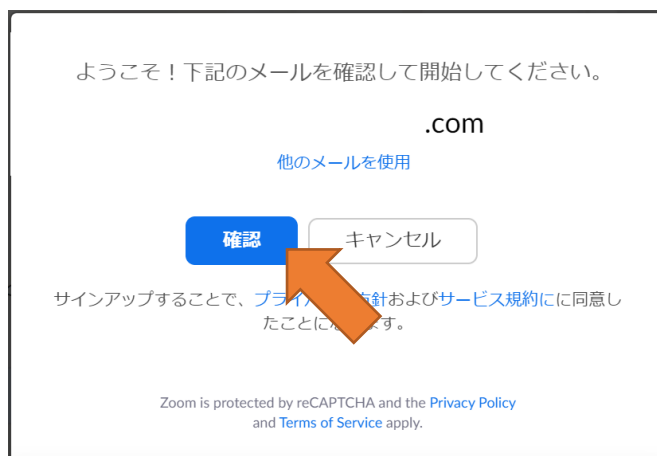 ようこそ！下記のメールを確認して開始してください。
.com
他のメールを使用
確認 キャンセル
サインアップすることで、プライ および サービス規約にに同意し
たことに す。
Zoom is protected by reCAPTCHA and the Privacy Policy
and Terms of Service apply.